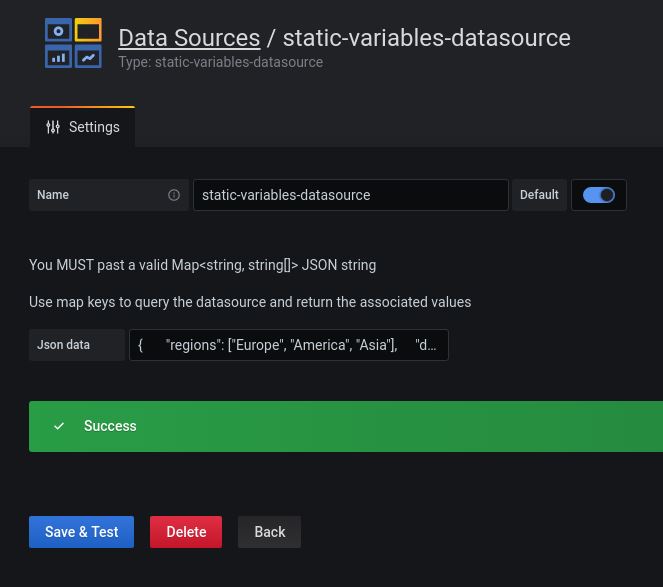 Data Sources / static-variables-datasource
Type: static-variables-datasource
Settings
Name static-variables-datasource Default
You MUST past a valid Map<string, string[]> JSON string
Use map keys to query the datasource and return the associated values
Json data { "regions": ["Europe", "America", "Asia"], "d...
Success
Save & Test Delete Back